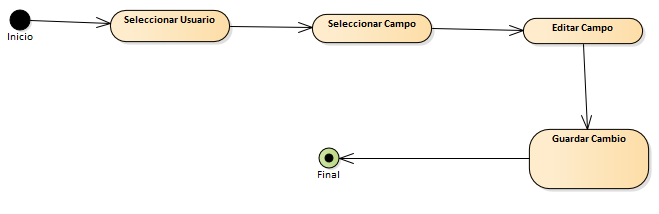 Inicio
Seleccionar Usuario
Seleccionar Campo
Editar Campo
Guardar Cambio
Final